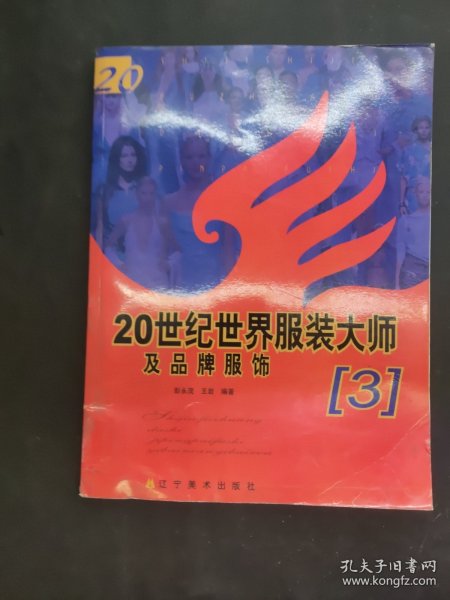 20
20世纪世界服装大师
及品牌服饰
彭永茂 王岩 编著
[3]
辽宁美术出版社
孔夫子旧书网
www.kongfz.com